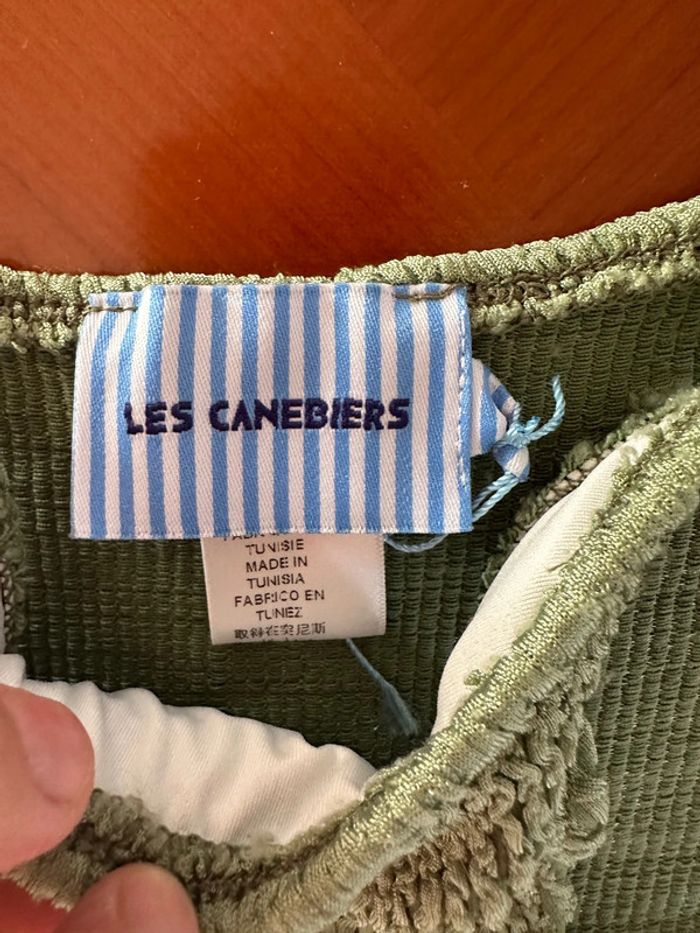 LES CANEBIERS
TUNISIE
MADE IN
TUNISIA
FABRICO EN
TUNEZ